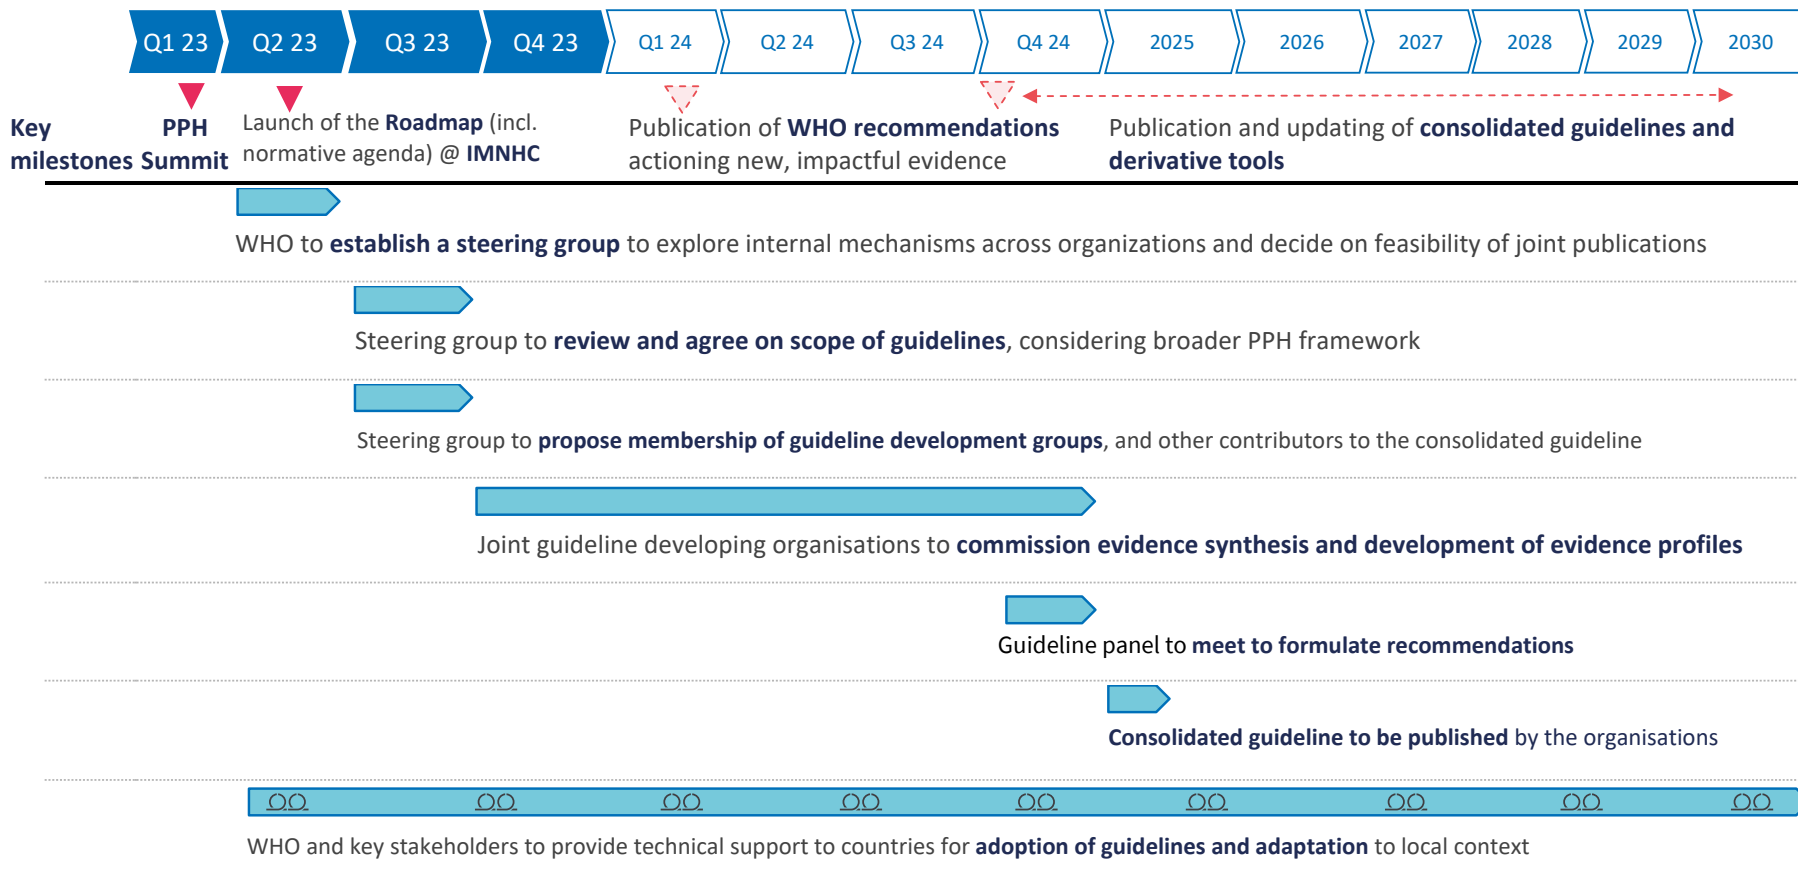 Q1 23 Q2 23 Q3 23 Q4 23 Q1 24 Q2 24 Q3 24 Q4 24 2025 2026 2027 2028 2029 2030
Key
milestones
PPH
Summit
Launch of the Roadmap (incl.
normative agenda) @ IMNHC
Publication of WHO recommendations
actioning new, impactful evidence
Publication and updating of consolidated guidelines and
derivative tools
WHO to establish a steering group to explore internal mechanisms across organizations and decide on feasibility of joint publications
Steering group to review and agree on scope of guidelines, considering broader PPH framework
Steering group to propose membership of guideline development groups, and other contributors to the consolidated guideline
Joint guideline developing organisations to commission evidence synthesis and development of evidence profiles
Guideline panel to meet to formulate recommendations
Consolidated guideline to be published by the organisations
WHO and key stakeholders to provide technical support to countries for adoption of guidelines and adaptation to local context